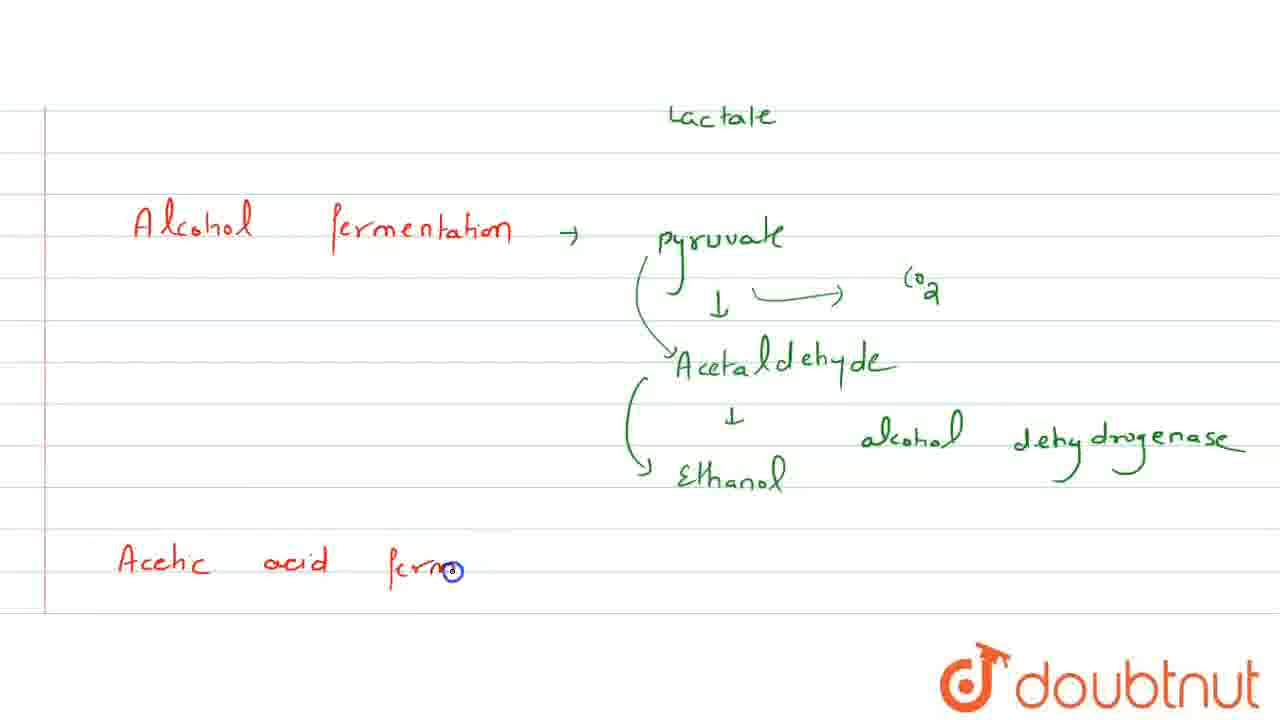 Lactate
Alcohol fermentation → pyruvate
↓ → CO2
Acetaldehyde
↓ alcohol dehydrogenase
Ethanol
Acetic acid ferm
doubtnut